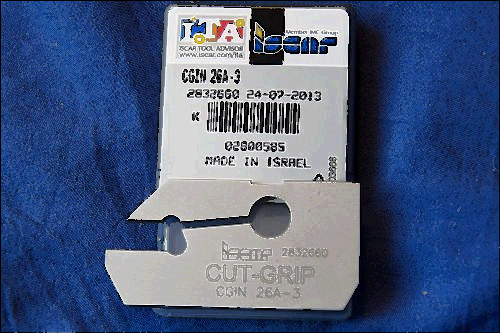 ITA
Member IMC Group
iscar
ISCAR TOOL ADVISOR
www.iscar.com/ita
CGIN 26A-3
2832660 24-07-2013
K
02800585
MADE IN ISRAEL
iscar 2832660
CUT-GRIP
CGIN 26A-3